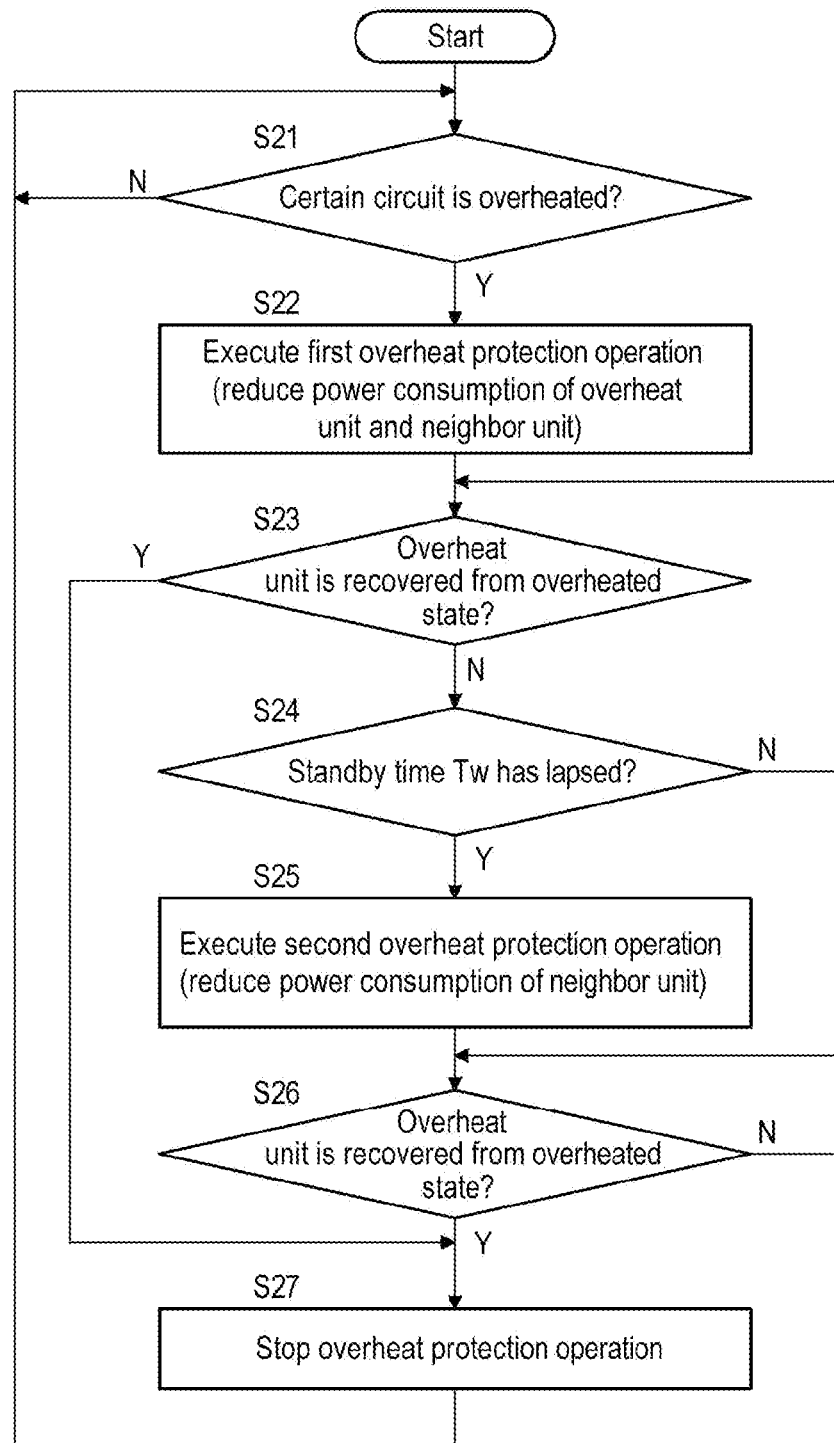 Start
S21
N
Certain circuit is overheated?
Y
S22
Execute first overheat protection operation
(reduce power consumption of overheat
unit and neighbor unit)
S23
Y
Overheat
unit is recovered from overheated
state?
N
S24
N
Standby time Tw has lapsed?
Y
S25
Execute second overheat protection operation
(reduce power consumption of neighbor unit)
S26
Overheat
N
unit is recovered from overheated
state?
Y
S27
Stop overheat protection operation